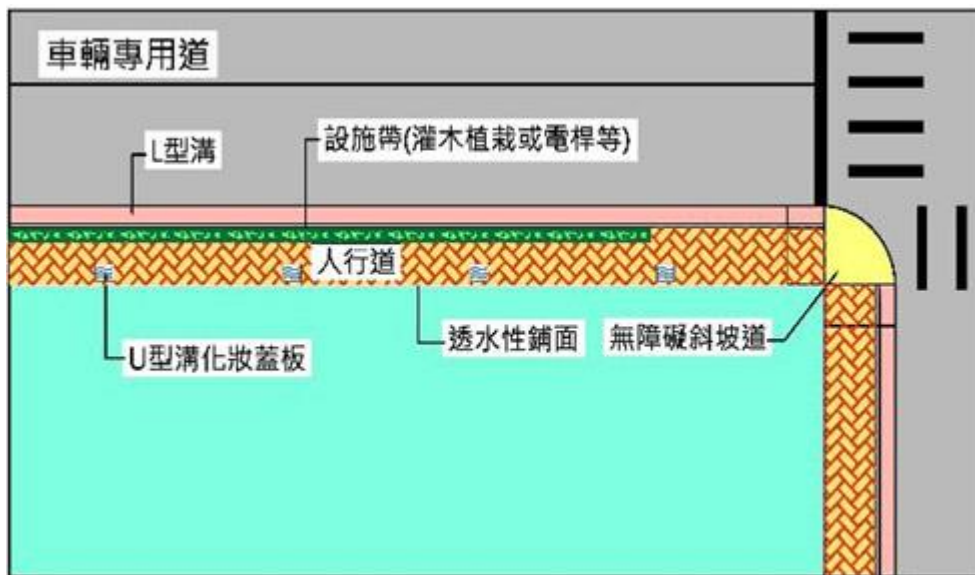 車輛專用道
設施帶(灌木植栽或電桿等)
L型溝
人行道
透水性鋪面
無障礙斜坡道
U型溝化妝蓋板